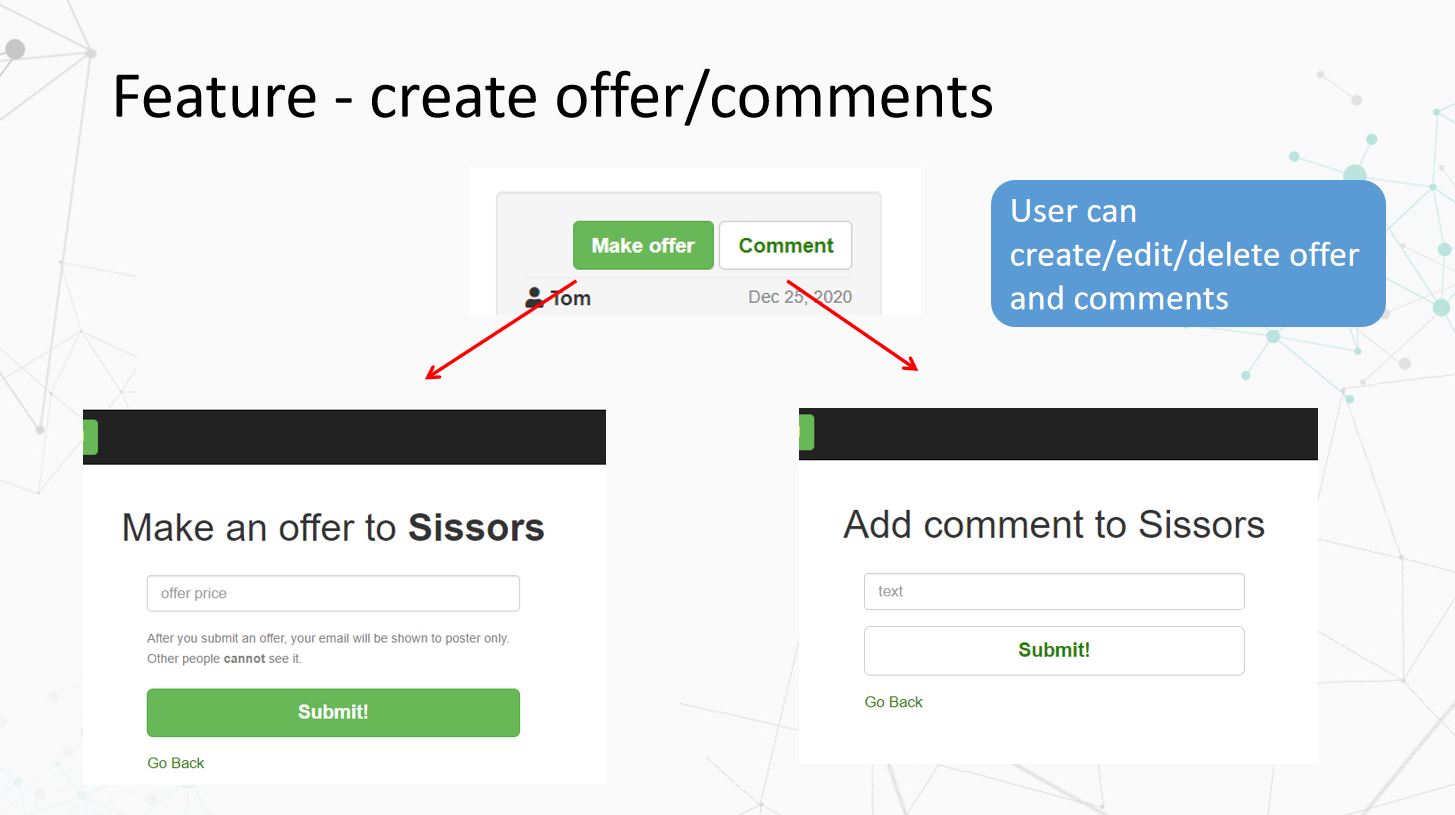 Feature - create offer/comments
Make offer
Comment
Tom
Dec 25, 2020
User can
create/edit/delete offer
and comments
Make an offer to Sissors
offer price
After you submit an offer, your email will be shown to poster only.
Other people cannot see it.
Submit!
Go Back
Add comment to Sissors
text
Submit!
Go Back